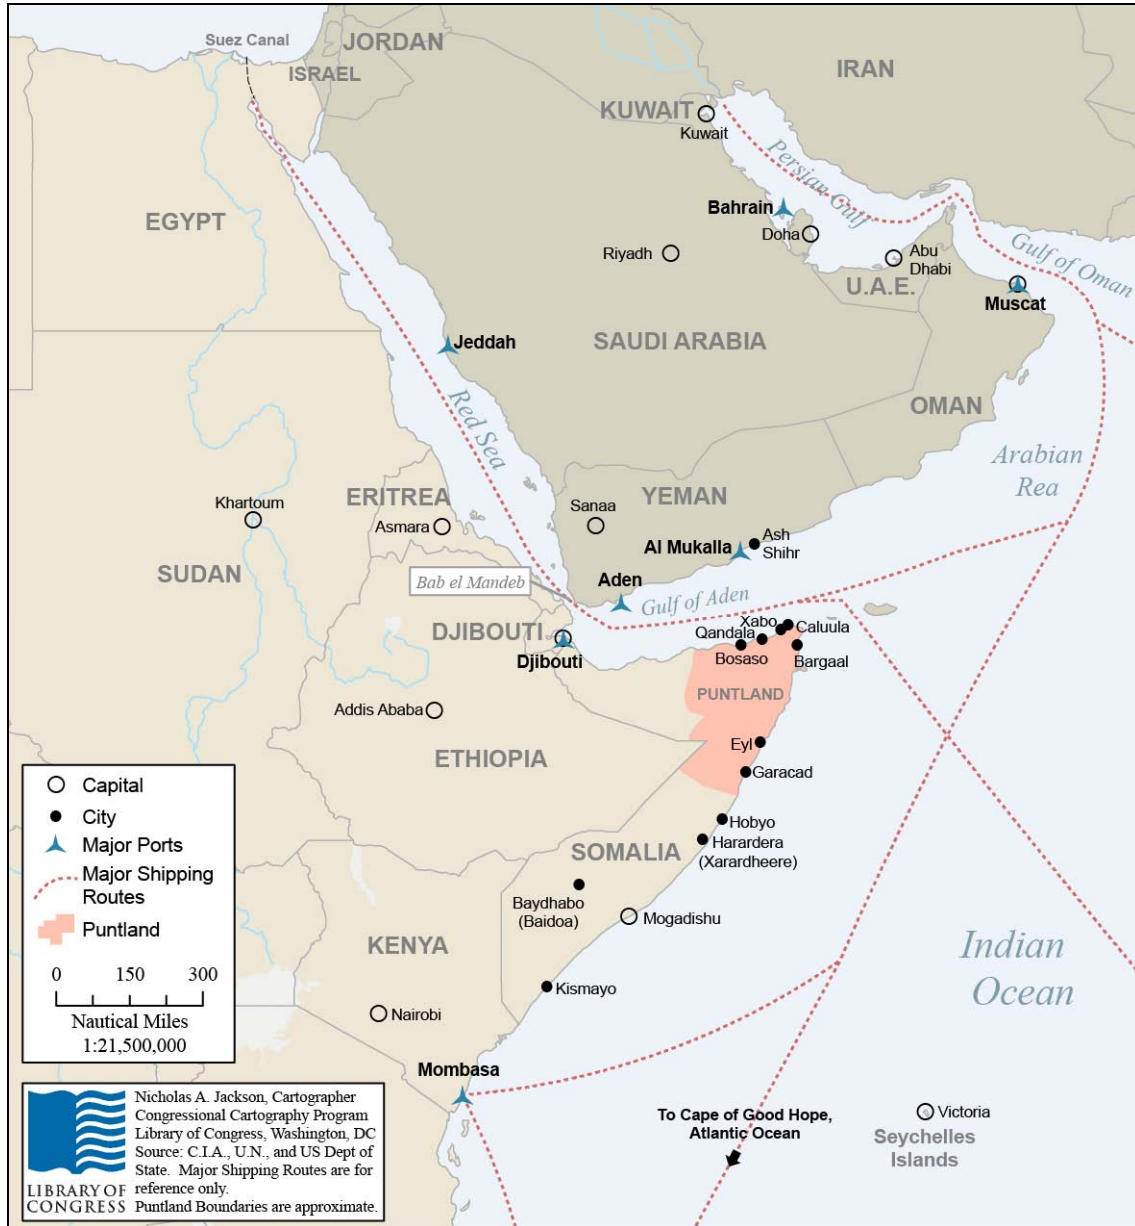 Suez Canal
JORDAN
ISRAEL
IRAN
KUWAIT
Kuwait
Persian Gulf
Bahrain
Doha
EGYPT
Riyadh
Abu
Dhabi
Gulf of Oman
U.A.E.
Muscat
Jeddah
SAUDI ARABIA
Red Sea
OMAN
Arabian
Rea
Khartoum
ERITREA
Asmara
Sanaa
YEMAN
Ash
Shihr
Al Mukalla
SUDAN
Bab el Mandeb
Aden
Gulf of Aden
DJIBOUTI
Djibouti
Xabo
Caluula
Qandala
Bosaso
Bargaal
PUNTLAND
Addis Ababa
ETHIOPIA
Eyl
Garacad
Hobyo
Harardera
(Xarardheere)
SOMALIA
Baydhabo
(Baidoa)
Mogadishu
KENYA
Indian
Ocean
Kismayo
Nairobi
Mombasa
To Cape of Good Hope,
Atlantic Ocean
Victoria
Seychelles
Islands
Capital
City
Major Ports
Major Shipping
Routes
Puntland
0 150 300
Nautical Miles
1:21,500,000
LIBRARY OF
CONGRESS
Nicholas A. Jackson, Cartographer
Congressional Cartography Program
Library of Congress, Washington, DC
Source: C.I.A., U.N., and US Dept of
State. Major Shipping Routes are for
reference only.
Puntland Boundaries are approximate.